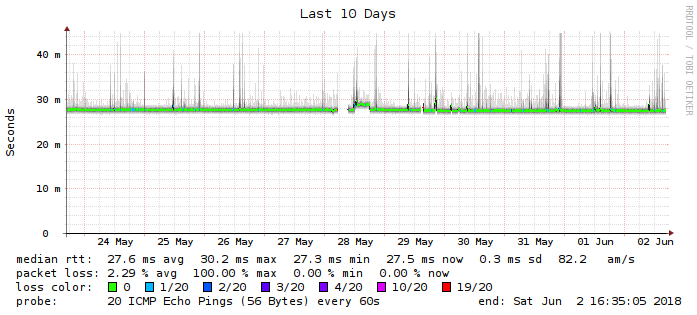 Last 10 Days
RRDTOOL / TOBI OETIKER
Seconds
40 m
30 m
20 m
10 m
0
24 May 25 May 26 May 27 May 28 May 29 May 30 May 31 May 01 Jun 02 Jun
median rtt: 27.6 ms avg 30.2 ms max 27.3 ms min 27.5 ms now 0.3 ms sd 82.2 am/s
packet loss: 2.29 % avg 100.00 % max 0.00 % min 0.00 % now
loss color: 0 1/20 2/20 3/20 4/20 10/20 19/20
probe: 20 ICMP Echo Pings (56 Bytes) every 60s end: Sat Jun 2 16:35:05 2018